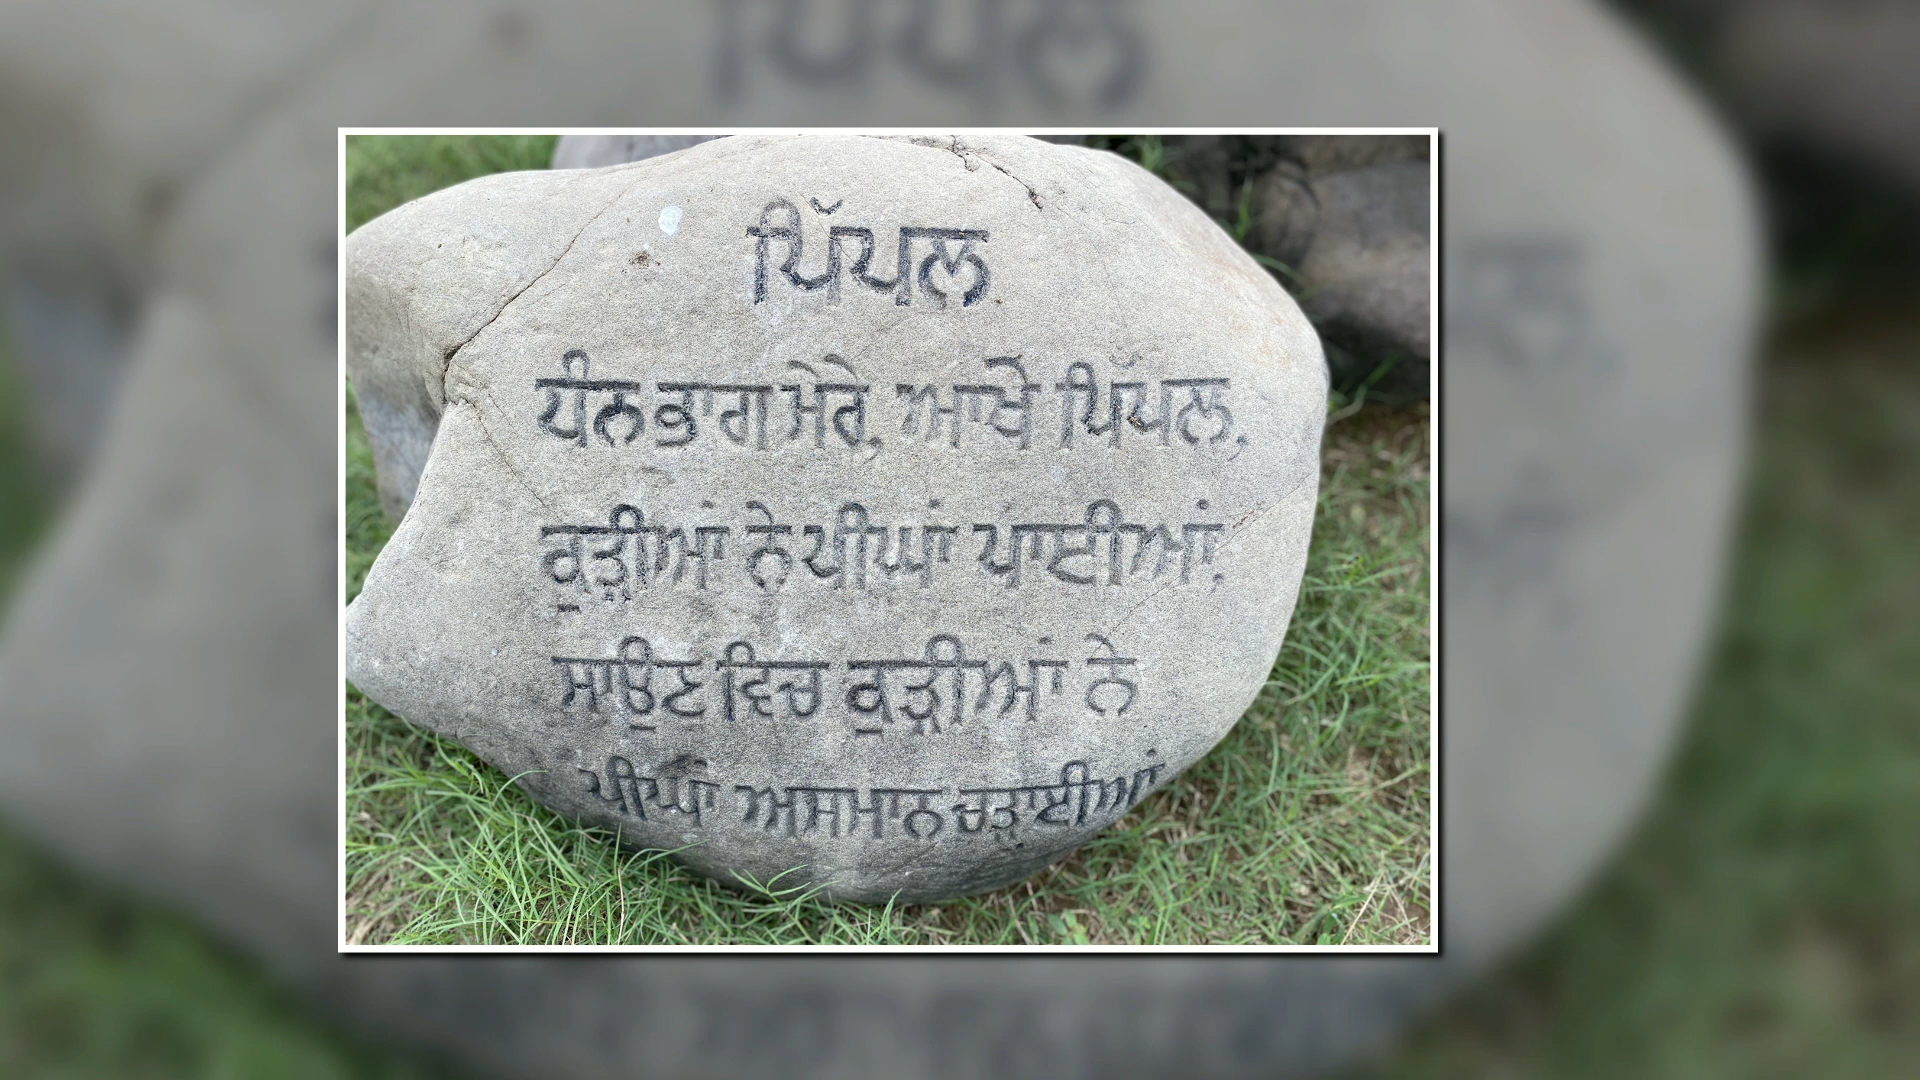 ਪਿੱਪਲ
ਧੰਨ ਭਾਗ ਮੇਰੇ, ਆਖੇ ਪਿੱਪਲ,
ਕੁੜੀਆਂ ਨੇ ਪੀਘਾਂ ਪਾਈਆਂ,
ਸਾਉਣ ਵਿਚ ਕੁੜੀਆਂ ਨੇ
ਪੀਘਾਂ ਅਸਮਾਨ ਚੜ੍ਹਾਈਆਂ